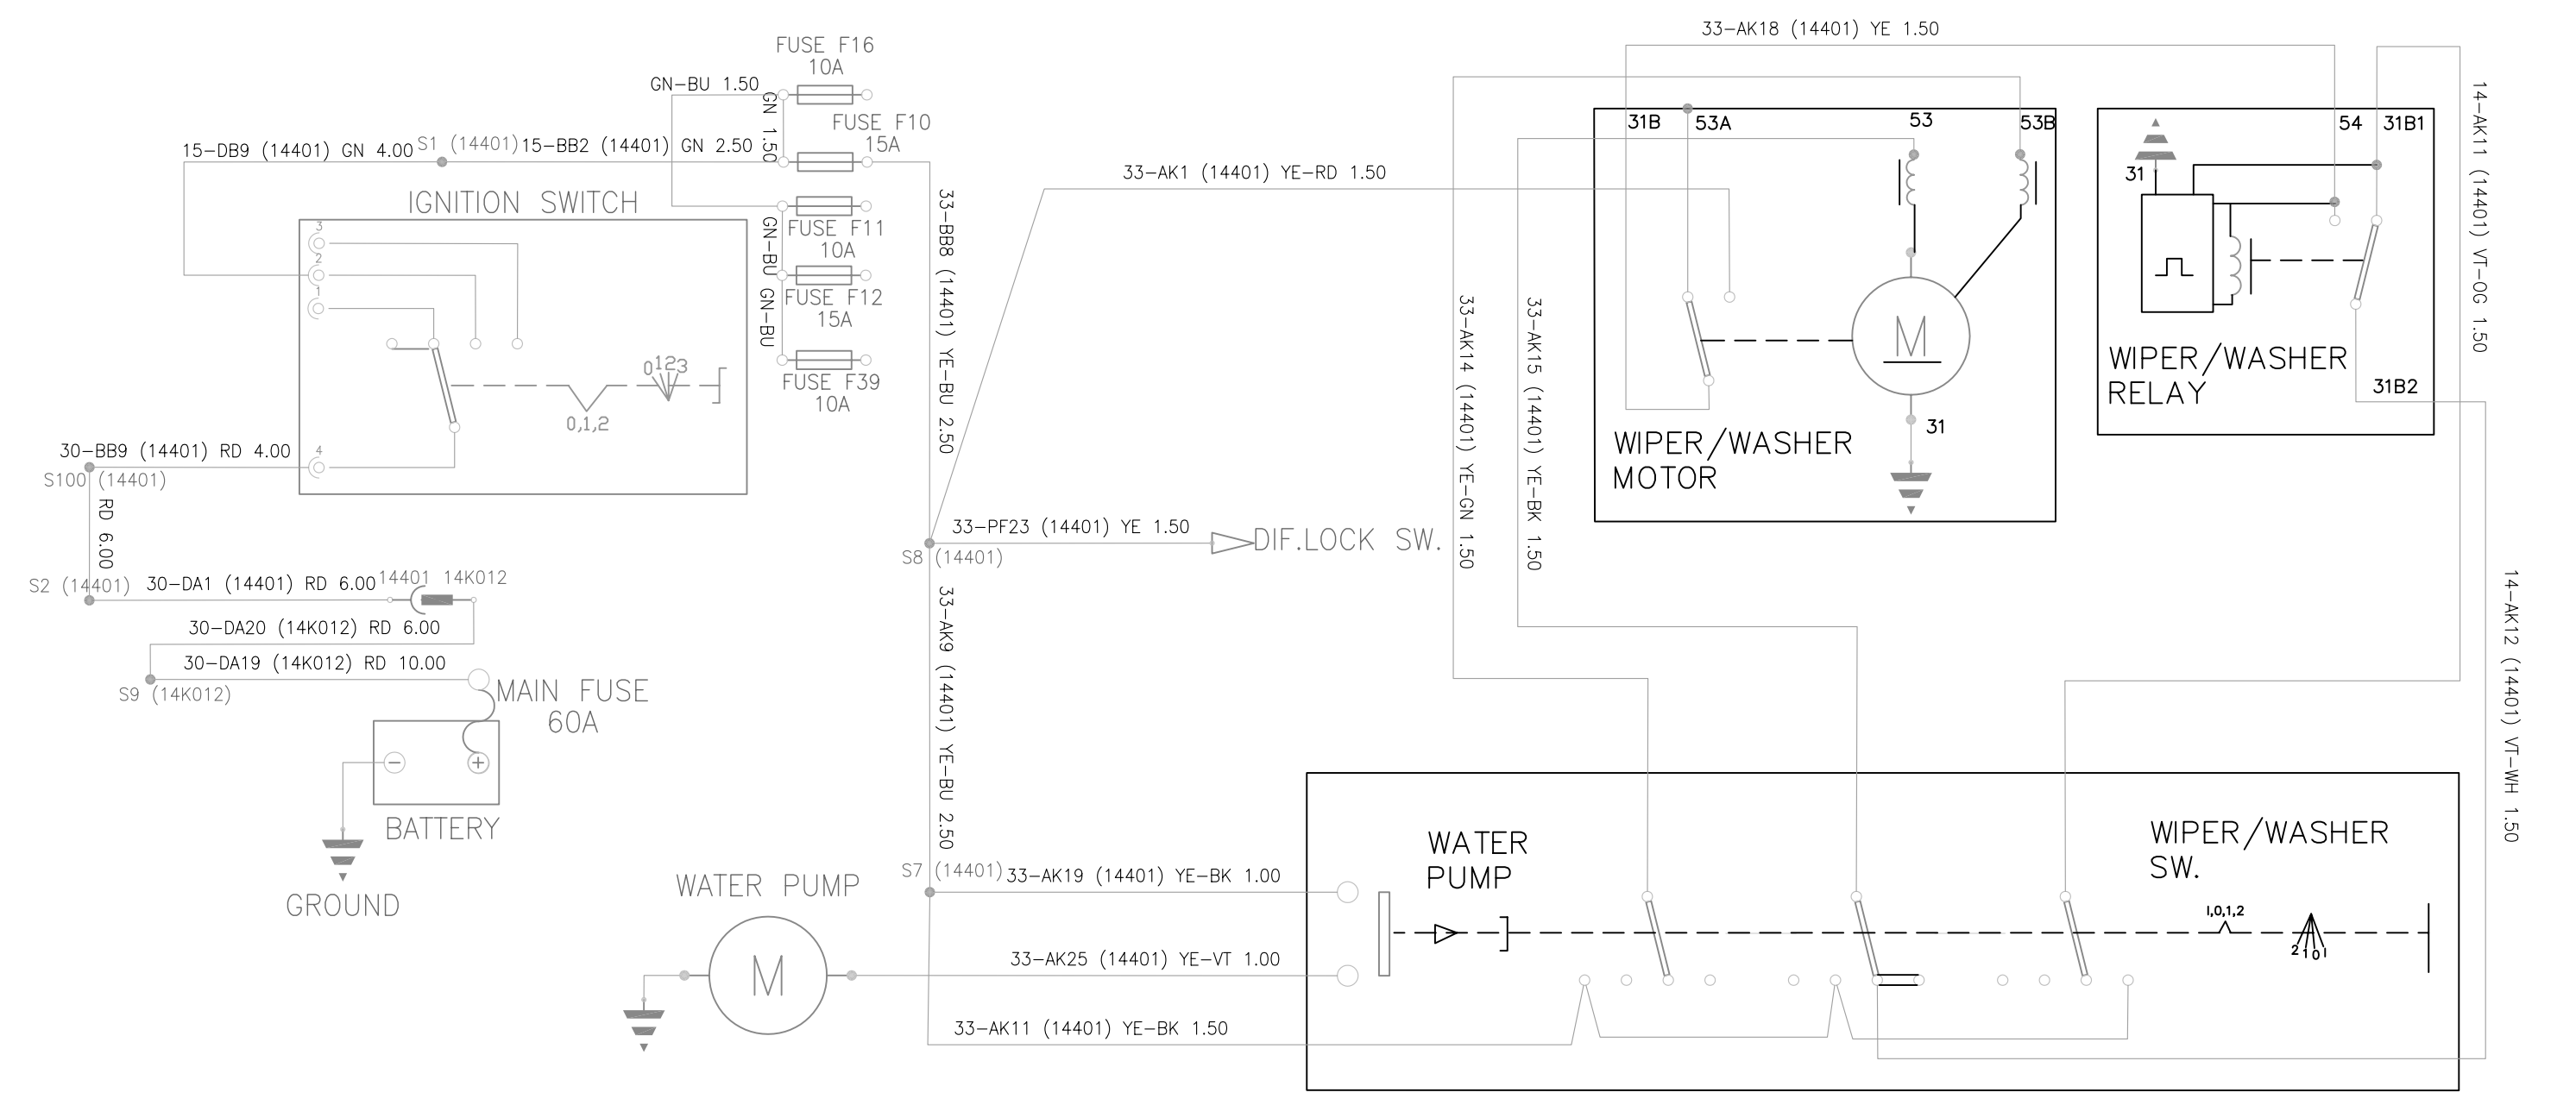 33-AK18 (14401) YE 1.50
FUSE F16
10A
GN-BU 1.50
GN 1.50
FUSE F10
15A
15-DB9 (14401) GN 4.00
S1 (14401)
15-BB2 (14401) GN 2.50
IGNITION SWITCH
3
2
1
4
0123
0,1,2
FUSE F11
10A
GN-BU
FUSE F12
15A
GN-BU
FUSE F39
10A
33-BB8 (14401) YE-BU 2.50
33-AK1 (14401) YE-RD 1.50
31B
53A
53
53B
M
31
WIPER/WASHER
MOTOR
54
31B1
31
WIPER/WASHER
RELAY
31B2
14-AK11 (14401) VT-OG 1.50
33-AK14 (14401) YE-GN 1.50
33-AK15 (14401) YE-BK 1.50
30-BB9 (14401) RD 4.00
S100 (14401)
RD 6.00
S2 (14401)
30-DA1 (14401) RD 6.00
14401 14K012
30-DA20 (14K012) RD 6.00
30-DA19 (14K012) RD 10.00
S9 (14K012)
MAIN FUSE
60A
−
+
BATTERY
GROUND
33-PF23 (14401) YE 1.50
DIF.LOCK SW.
S8 (14401)
33-AK9 (14401) YE-BU 2.50
14-AK12 (14401) VT-WH 1.50
S7 (14401)
33-AK19 (14401) YE-BK 1.00
WATER PUMP
M
33-AK25 (14401) YE-VT 1.00
33-AK11 (14401) YE-BK 1.50
WATER
PUMP
WIPER/WASHER
SW.
I,0,1,2
2 1 0 I